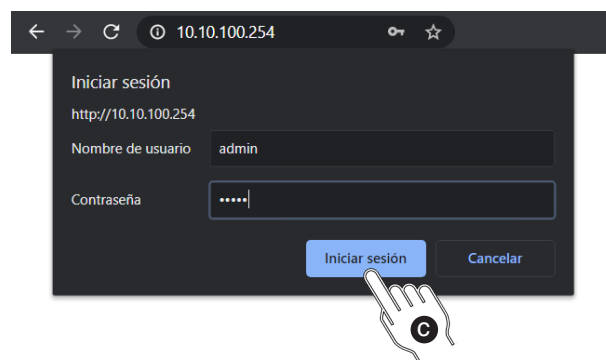 10.10.100.254
Iniciar sesión
http://10.10.100.254
Nombre de usuario admin
Contraseña •••••
Iniciar sesión Cancelar
C